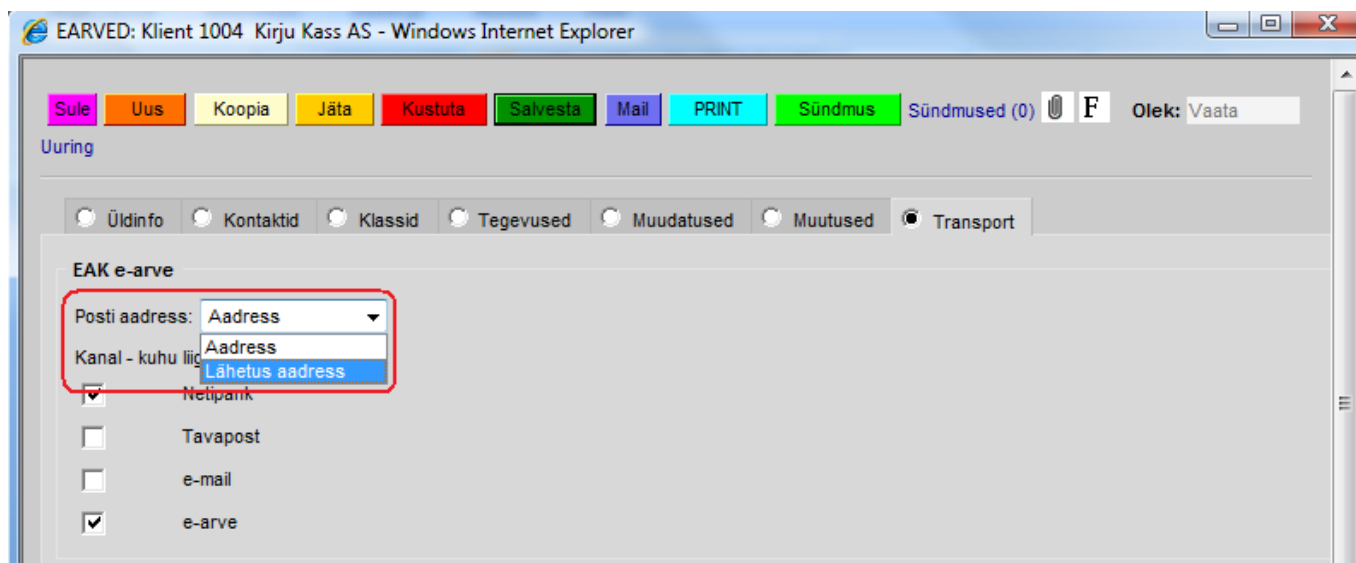 EARVED: Klient 1004 Kirju Kass AS - Windows Internet Explorer
Sule Uus Koopia Jäta Kustuta Salvesta Mail PRINT Sündmus Sündmused (0) F Olek: Vaata
Uuring
Üldinfo Kontaktid Klassid Tegevused Muudatused Muutused Transport
EAK e-arve
Posti aadress: Aadress
Aadress
Kanal - kuhu liig
Lähetus aadress
Netipank
Tavapost
e-mail
e-arve